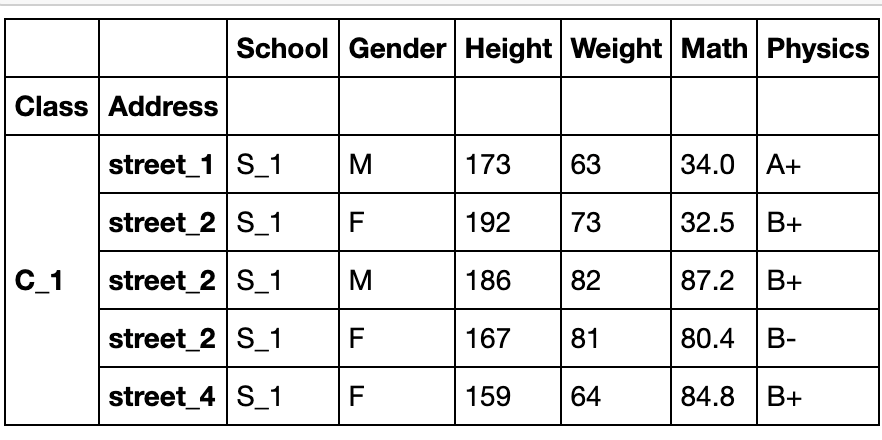 School Gender Height Weight Math Physics
Class Address
street_1 S_1 M 173 63 34.0 A+
street_2 S_1 F 192 73 32.5 B+
C_1 street_2 S_1 M 186 82 87.2 B+
street_2 S_1 F 167 81 80.4 B-
street_4 S_1 F 159 64 84.8 B+